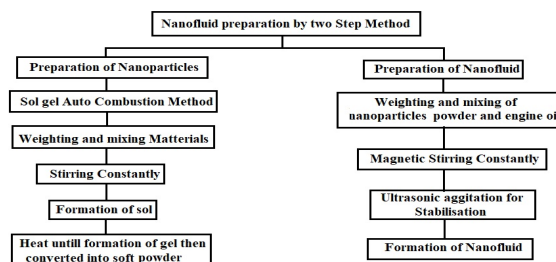 Nanofluid preparation by two Step Method
Preparation of Nanoparticles
Sol gel Auto Combustion Method
Weighting and mixing Matterials
Stirring Constantly
Formation of sol
Heat untill formation of gel then
converted into soft powder
Preparation of Nanofluid
Weighting and mixing of
nanoparticles powder and engine oil
Magnetic Stirring Constantly
Ultrasonic aggitation for
Stabilisation
Formation of Nanofluid